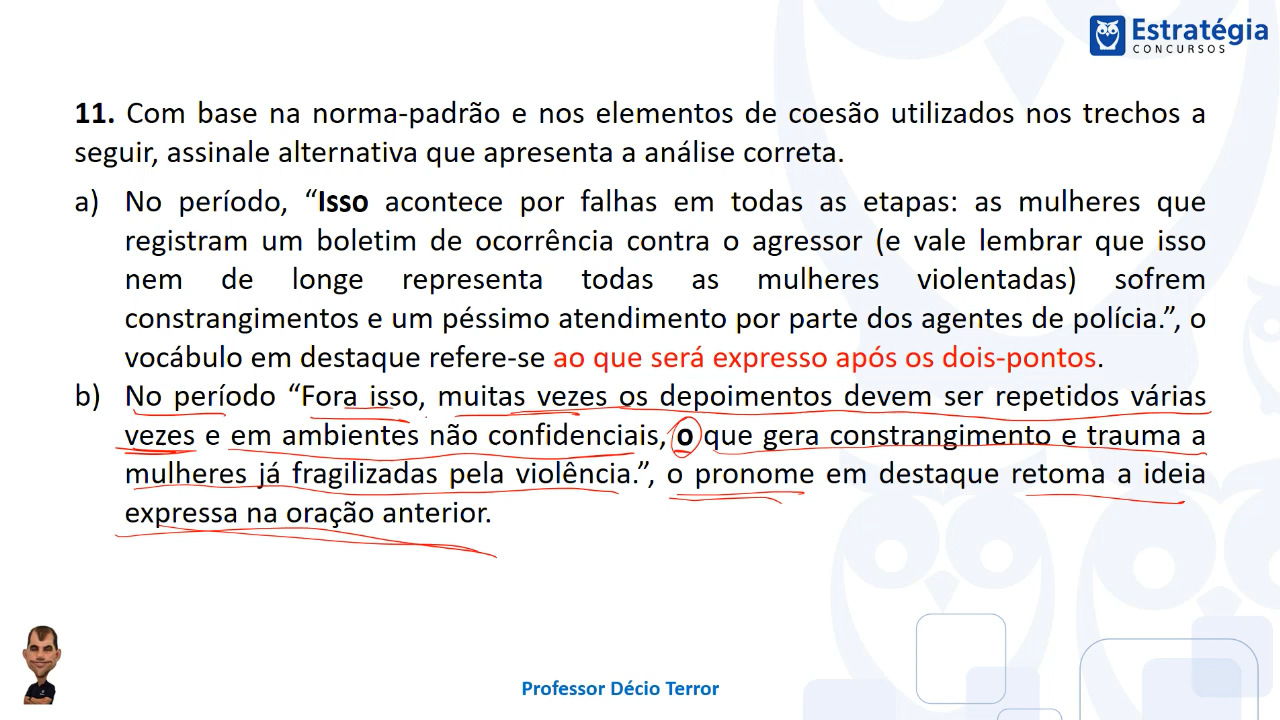 Estratégia
CONCURSOS
11. Com base na norma-padrão e nos elementos de coesão utilizados nos trechos a
seguir, assinale alternativa que apresenta a análise correta.
a) No período, “Isso acontece por falhas em todas as etapas: as mulheres que
registram um boletim de ocorrência contra o agressor (e vale lembrar que isso
nem de longe representa todas as mulheres violentadas) sofrem
constrangimentos e um péssimo atendimento por parte dos agentes de polícia.”, o
vocábulo em destaque refere-se ao que será expresso após os dois-pontos.
b) No período “Fora isso, muitas vezes os depoimentos devem ser repetidos várias
vezes e em ambientes não confidenciais, o que gera constrangimento e trauma a
mulheres já fragilizadas pela violência.”, o pronome em destaque retoma a ideia
expressa na oração anterior.
Professor Décio Terror